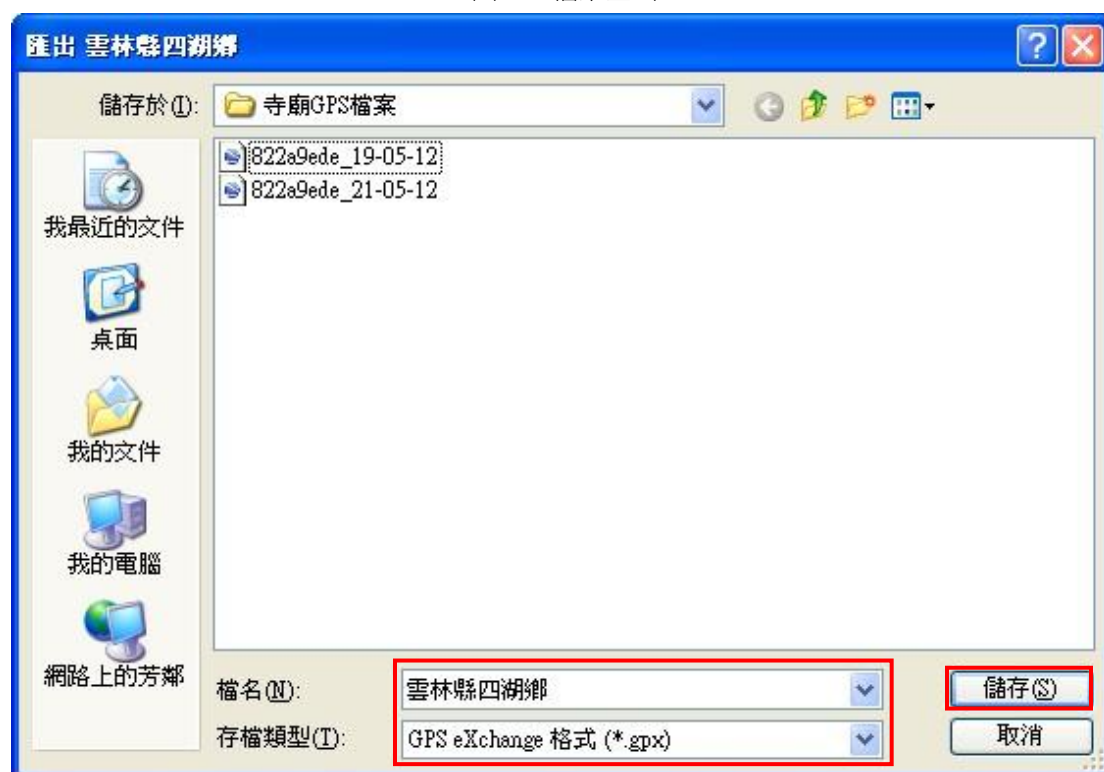 匯出 雲林縣四湖鄉
儲存於(I):
寺廟GPS檔案
822a9ede_19-05-12
822a9ede_21-05-12
我最近的文件
桌面
我的文件
我的電腦
網路上的芳鄰
檔名(N):
雲林縣四湖鄉
儲存(S)
存檔類型(T):
GPS eXchange 格式 (*.gpx)
取消